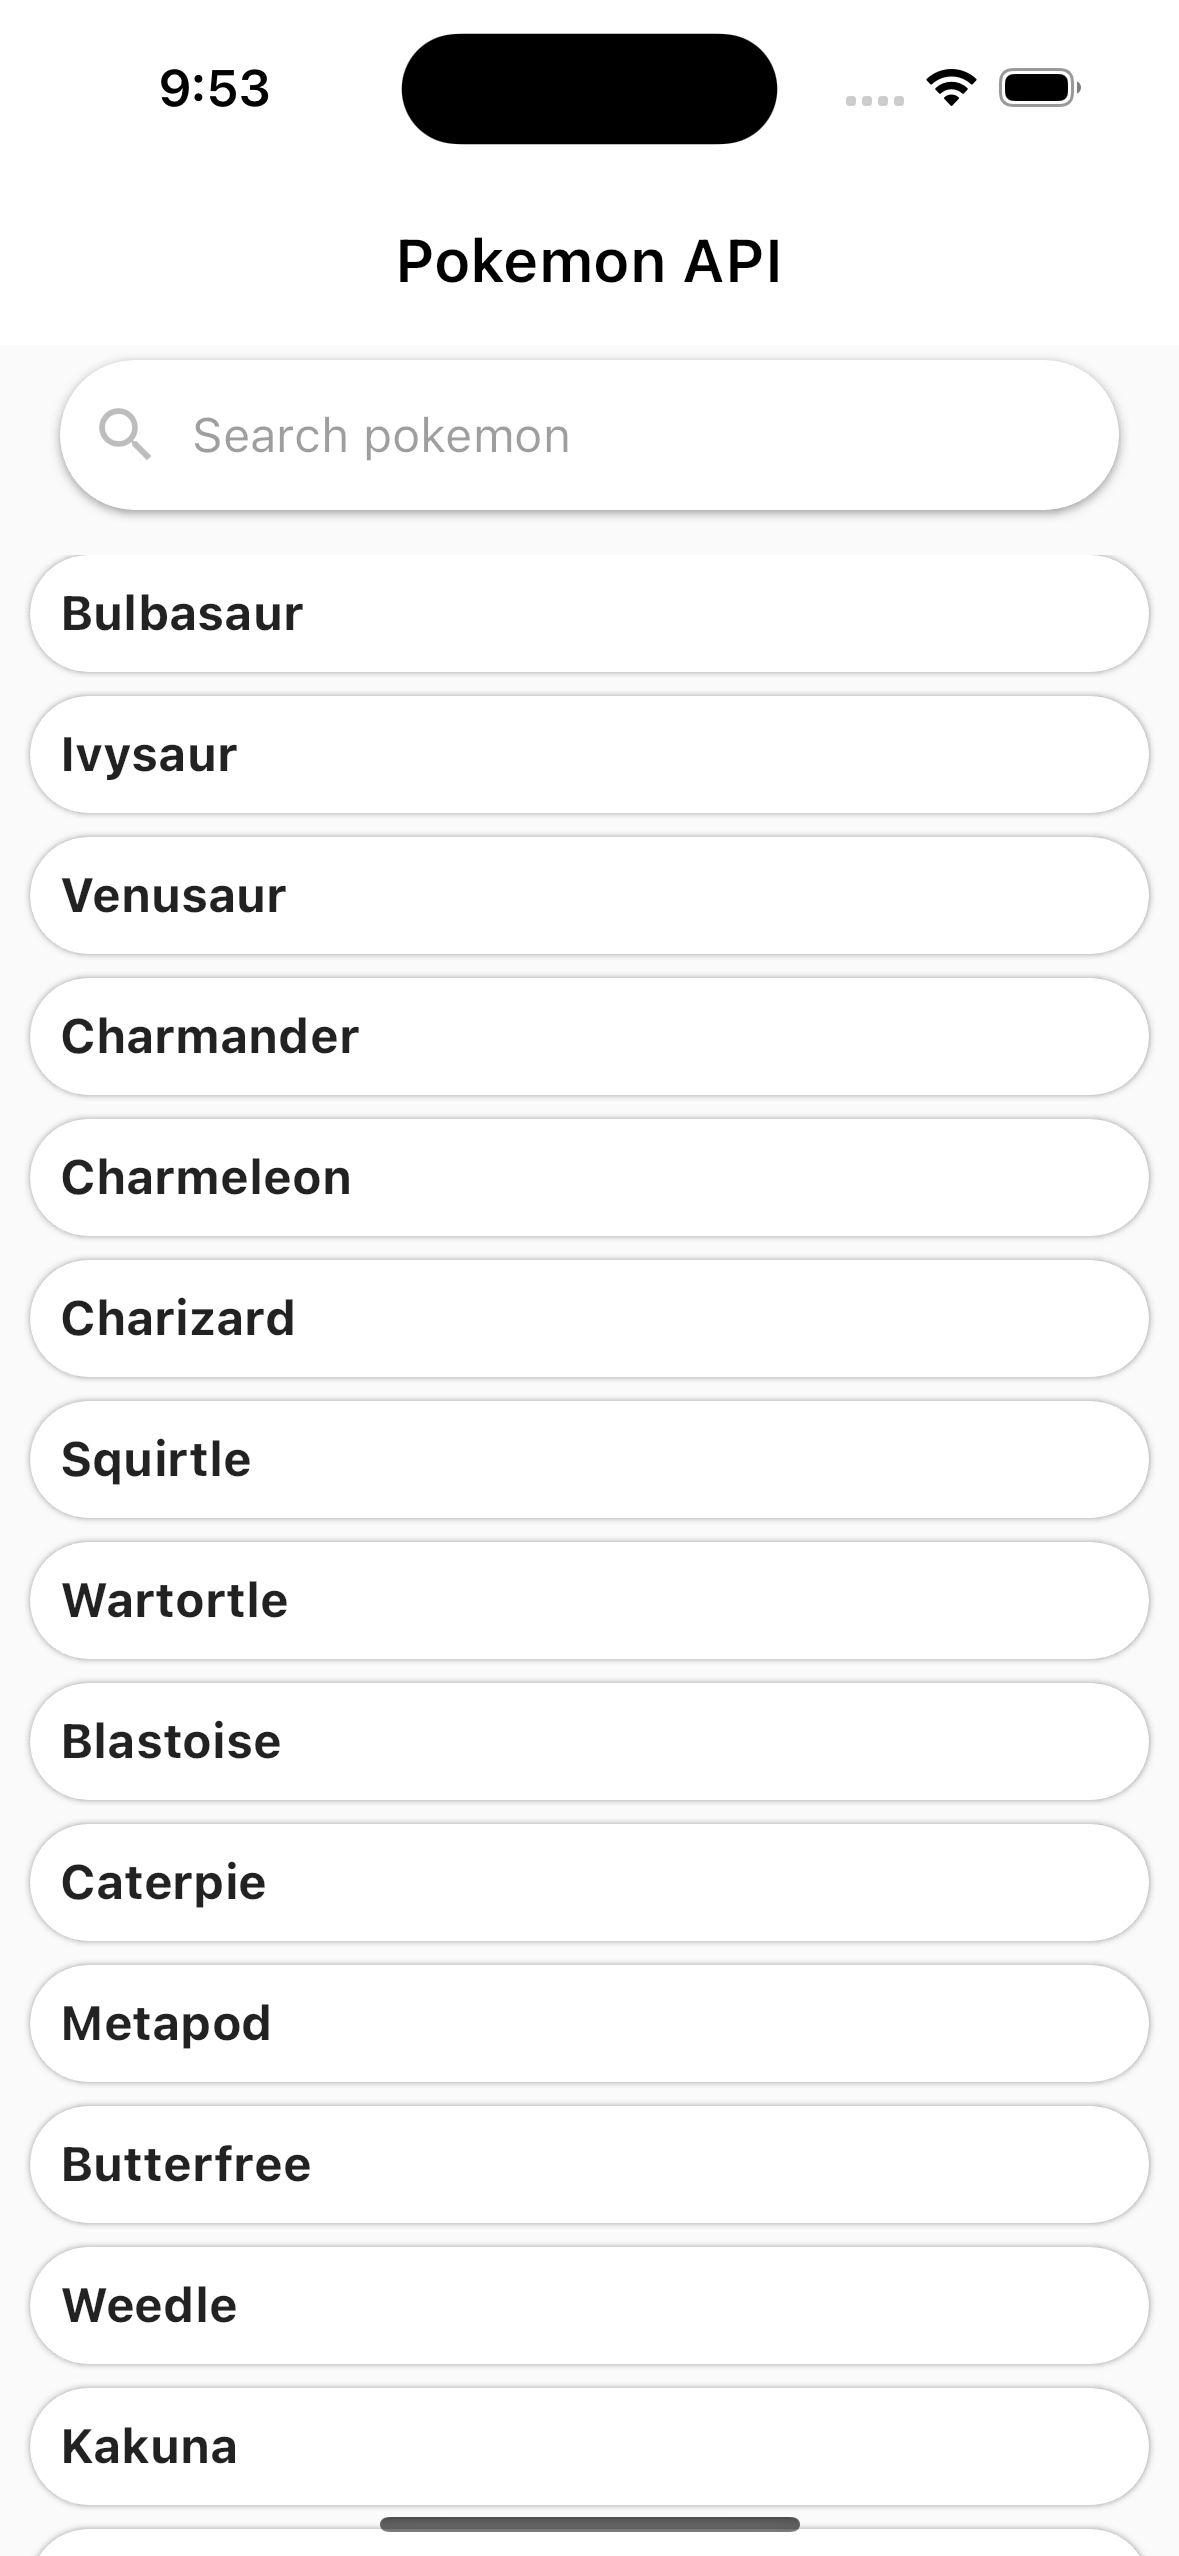 9:53
Pokemon API
Search pokemon
Bulbasaur
Ivysaur
Venusaur
Charmander
Charmeleon
Charizard
Squirtle
Wartortle
Blastoise
Caterpie
Metapod
Butterfree
Weedle
Kakuna